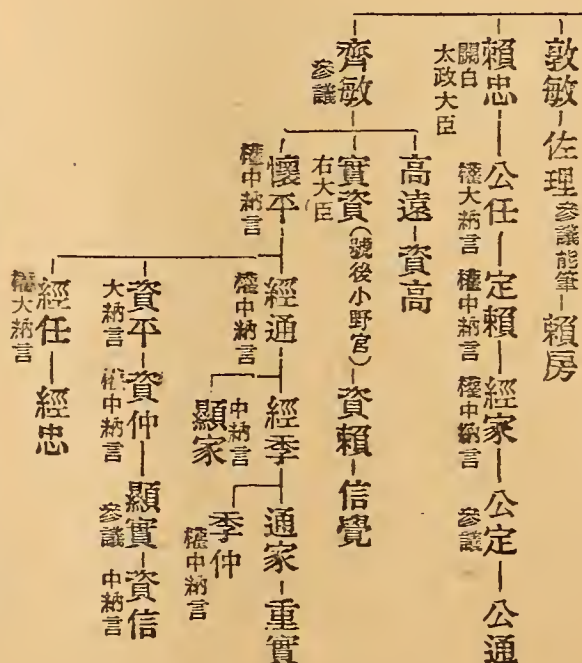 敦敏―佐理 參議能筆―賴房
賴忠―公任―定賴―經家―公定―公通
關白
太政大臣
權大納言 權中納言 權中納言 參議
高遠―資高
齊敏―實資(號後小野宮)―資賴―信覺
參議 右大臣
懷平―經通―經季―通家―重實
權中納言 權中納言 中納言
季仲
權中納言
顯家
資平―資仲―顯實―資信
大納言 權中納言 參議 中納言
經任―經忠
權大納言